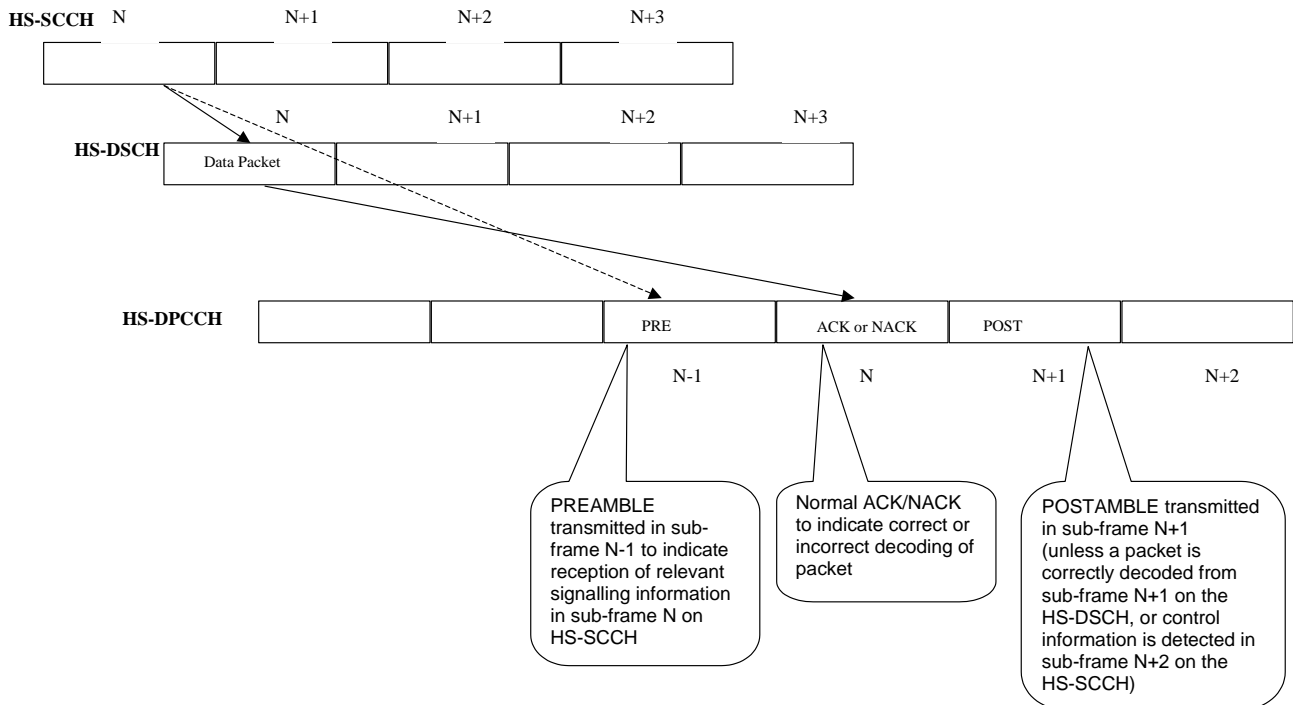 HS-SCCH N N+1 N+2 N+3
N N+1 N+2 N+3
HS-DSCH Data Packet
HS-DPCCH PRE ACK or NACK POST
N-1 N N+1 N+2
PREAMBLE
transmitted in sub-
frame N-1 to indicate
reception of relevant
signalling information
in sub-frame N on
HS-SCCH
Normal ACK/NACK
to indicate correct or
incorrect decoding of
packet
POSTAMBLE transmitted
in sub-frame N+1
(unless a packet is
correctly decoded from
sub-frame N+1 on the
HS-DSCH, or control
information is detected in
sub-frame N+2 on the
HS-SCCH)